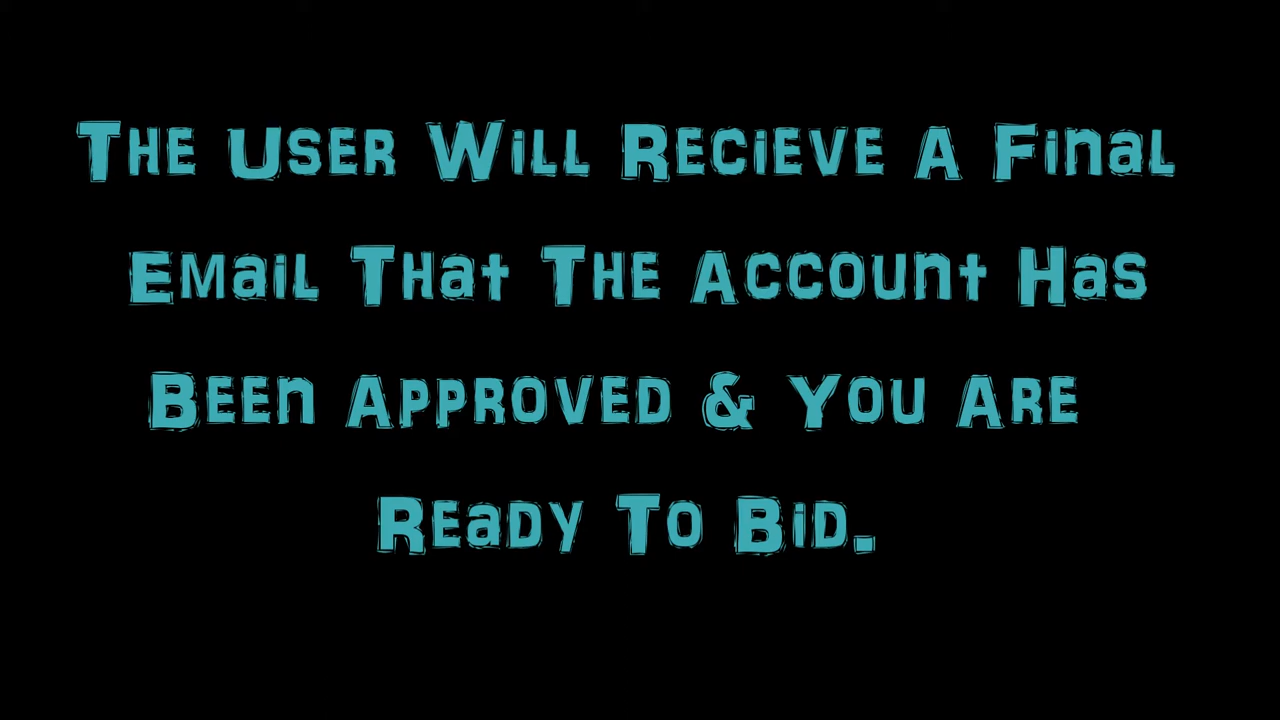 The User Will Recieve A Final
Email That The Account Has
Been Approved & You Are
Ready To Bid.